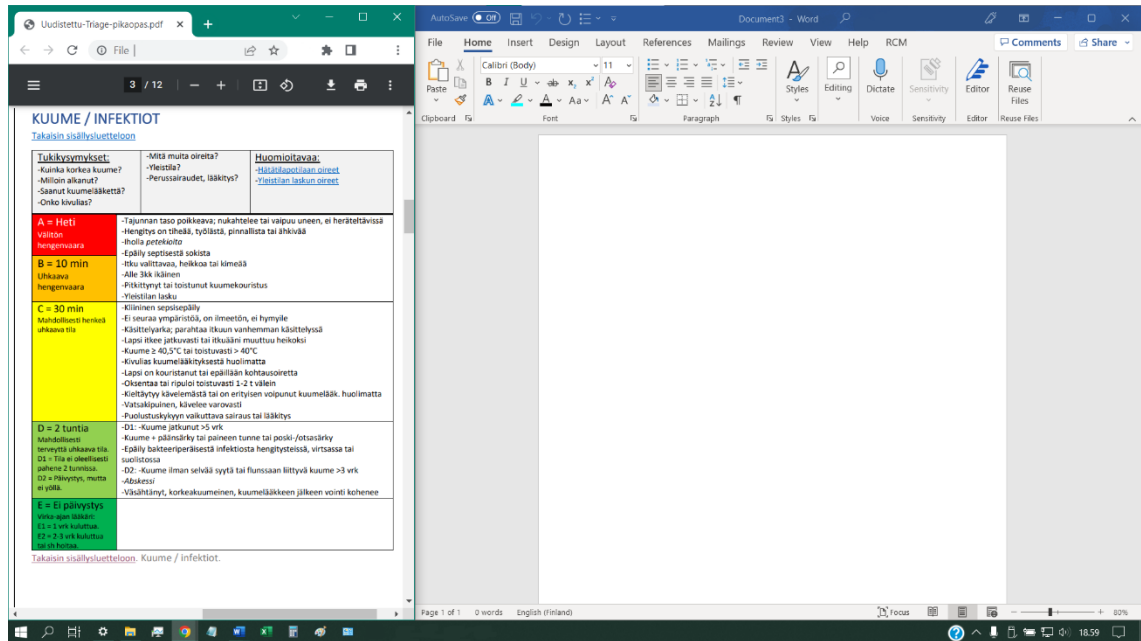 Uudistettu-Triage-pikaopas.pdf
File
3 / 12
KUUME / INFEKTIOT
Takaisin sisällysluetteloon
Tukikysymykset:
-Kuinka korkea kuume?
-Milloin alkanut?
-Saanut kuumelääkettä?
-Onko kivulias?
-Mitä muita oireita?
-Yleistila?
-Perussairaudet, lääkitys?
Huomioitavaa:
-Hätätilapotilaan oireet
-Yleistilan laskun oireet
A = Heti
Välitön
hengenvaara
-Tajunnan taso poikkeava; nukahtelee tai vaipuu uneen, ei heräteltävissä
-Hengitys on tiheää, työlästä, pinnallista tai ähkivää
-Iholla petekioita
-Epäily septisestä sokista
B = 10 min
Uhkaava
hengenvaara
-Itku valittavaa, heikkoa tai kimeää
-Alle 3kk ikäinen
-Pitkittynyt tai toistunut kuumekouristus
-Yleistilan lasku
C = 30 min
Mahdollisesti henkeä
uhkaava tila
-Kliininen sepsisepäily
-Ei seuraa ympäristöä, on ilmeetön, ei hymyile
-Käsittelyarka; parahtaa itkuun vanhemman käsittelyssä
-Lapsi itkee jatkuvasti tai itkuääni muuttuu heikoksi
-Kuume ≥ 40,5°C tai toistuvasti > 40°C
-Kivulias kuumelääkityksestä huolimatta
-Lapsi on kouristanut tai epäillään kohtausoiretta
-Oksentaa tai ripuloi toistuvasti 1-2 t välein
-Kieltäytyy kävelemästä tai on erityisen voipunut kuumelääk. huolimatta
-Vatsakipuinen, kävelee varovasti
-Puolustuskykyyn vaikuttava sairaus tai lääkitys
D = 2 tuntia
Mahdollisesti
terveyttä uhkaava tila.
D1 = Tila ei oleellisesti
pahene 2 tunnissa.
D2 = Päivystys, mutta
ei yöllä.
-D1: -Kuume jatkunut >5 vrk
-Kuume + päänsärky tai paineen tunne tai poski-/otsasärky
-Epäily bakteeriperäisestä infektiosta hengitysteissä, virtsassa tai
suolistossa
-D2: -Kuume ilman selvää syytä tai flunssaan liittyvä kuume >3 vrk
-Abskessi
-Väsähtänyt, korkeakuumeinen, kuumelääkkeen jälkeen vointi kohenee
E = Ei päivystys
Virka-ajan lääkäri:
E1 = 1 vrk kuluttua.
E2 = 2-3 vrk kuluttua
tai sh hoitaa.
Takaisin sisällysluetteloon. Kuume / infektiot.
AutoSave Off
Document3 - Word
File Home Insert Design Layout References Mailings Review View Help RCM
Comments Share
Paste
Calibri (Body) 11
B I U ab x₂ x²
A A Aa A A
Styles
Editing
Dictate
Sensitivity
Editor
Reuse
Files
Clipboard Font Paragraph Styles Voice Sensitivity Editor Reuse Files
Page 1 of 1 0 words English (Finland)
Focus
80%
18.59